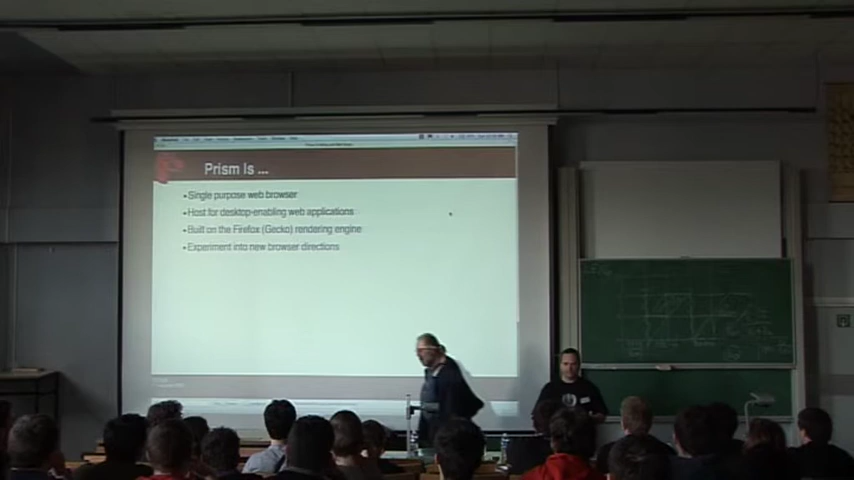 Prism Is ...
•Single purpose web browser
•Host for desktop-enabling web applications
•Built on the Firefox (Gecko) rendering engine
•Experiment into new browser directions